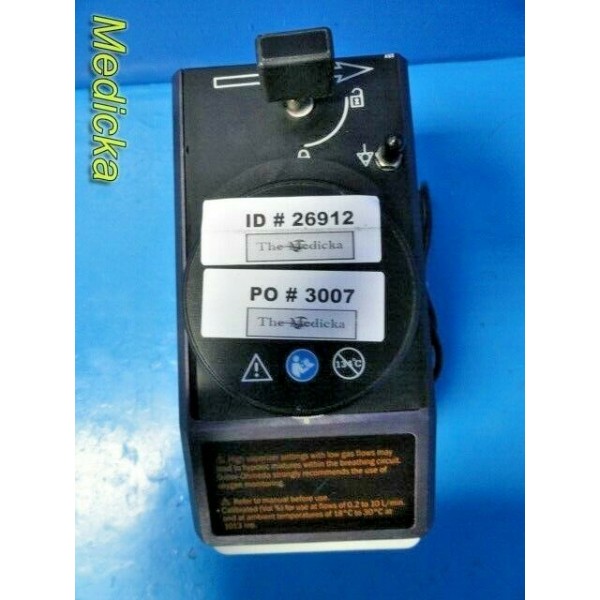 Medicka
ID # 26912
The Medicka
PO # 3007
The Medicka
134°C
⚠ High vaporizer settings with low gas flows may
lead to hypoxic mixtures within the breathing circuit.
Datex-Ohmeda strongly recommends the use of
oxygen monitoring.
⚠ Refer to manual before use.
Calibrated (Vol %) for use at flows of 0.2 to 10 L/min.
and at ambient temperatures of 18°C to 30°C at
1013